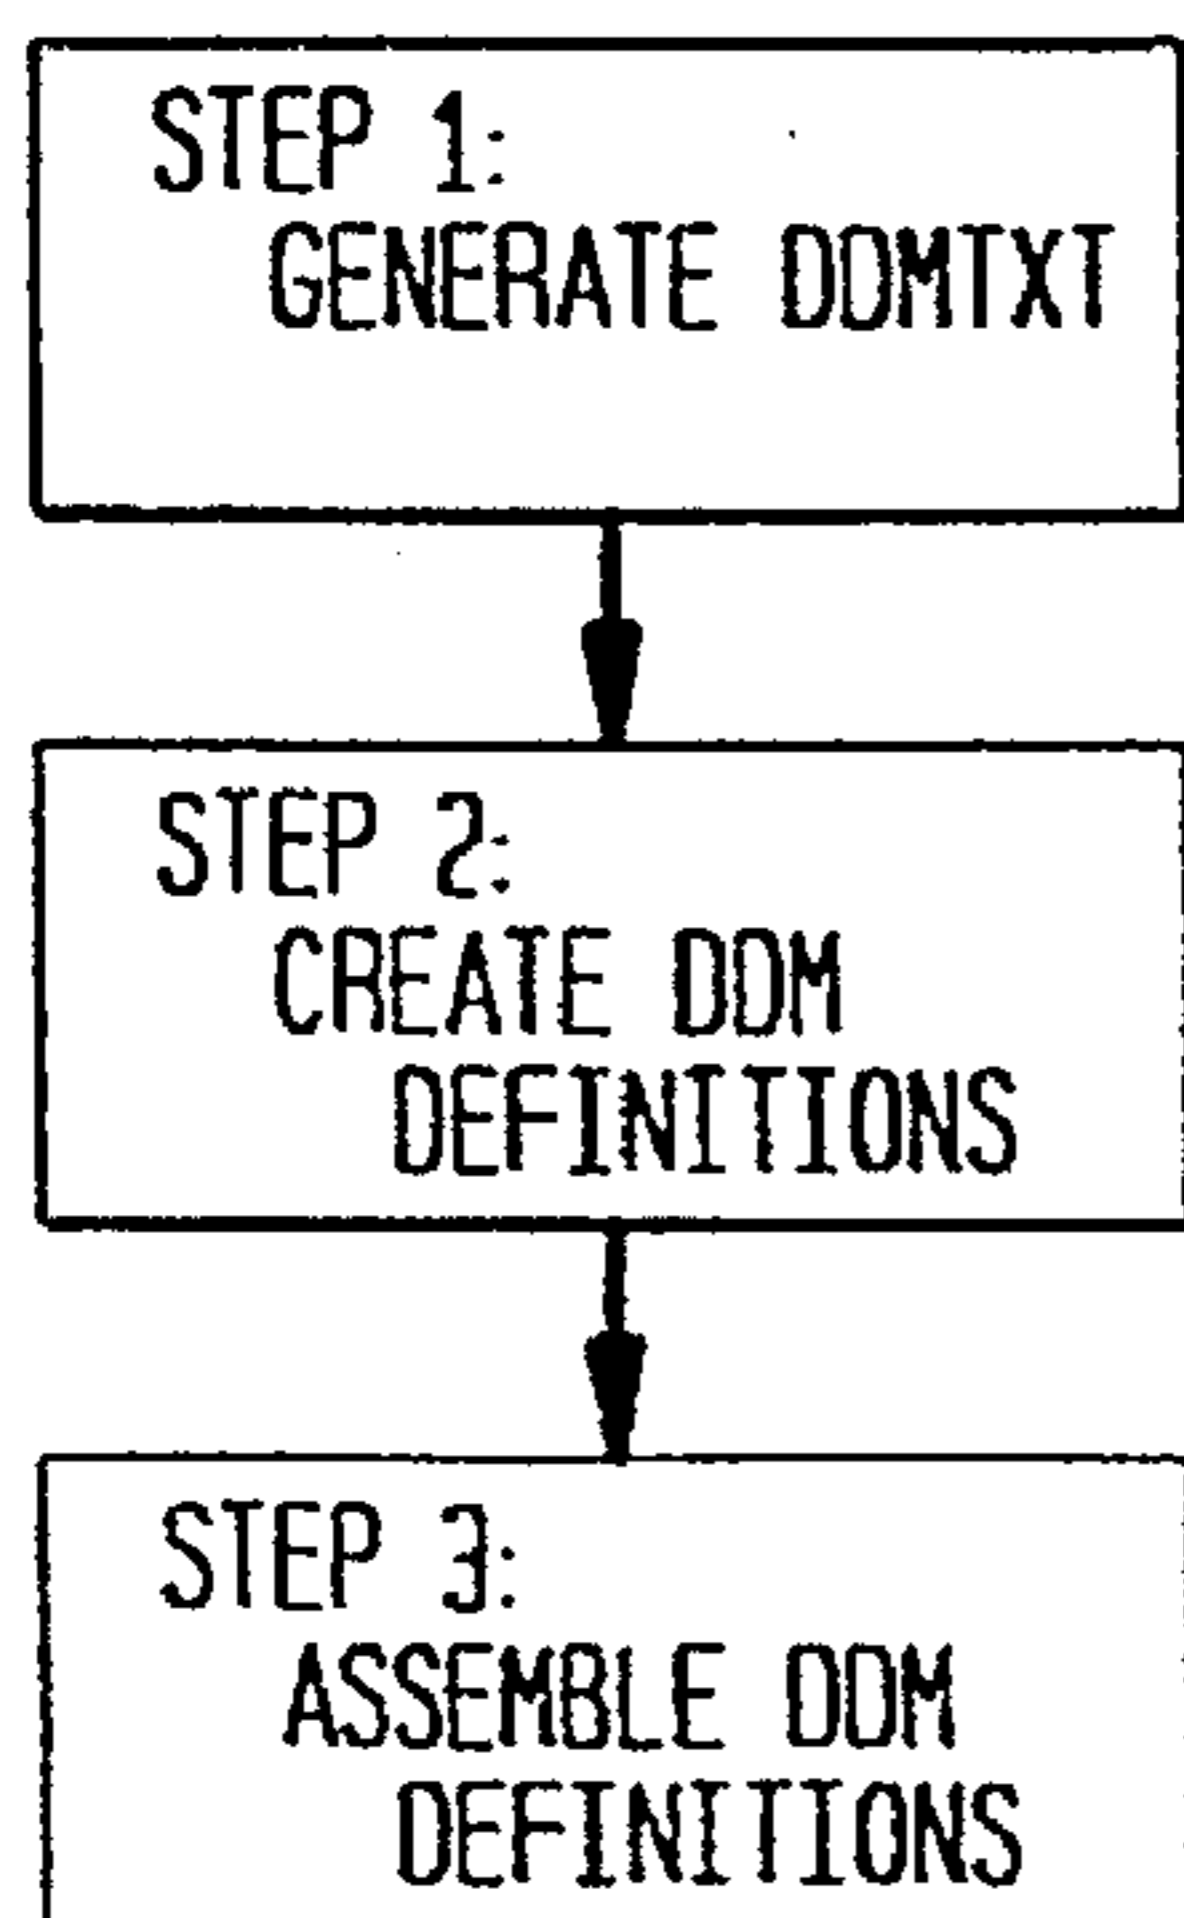 STEP 1:
GENERATE DDMTXT
STEP 2:
CREATE DDM
DEFINITIONS
STEP 3:
ASSEMBLE DDM
DEFINITIONS